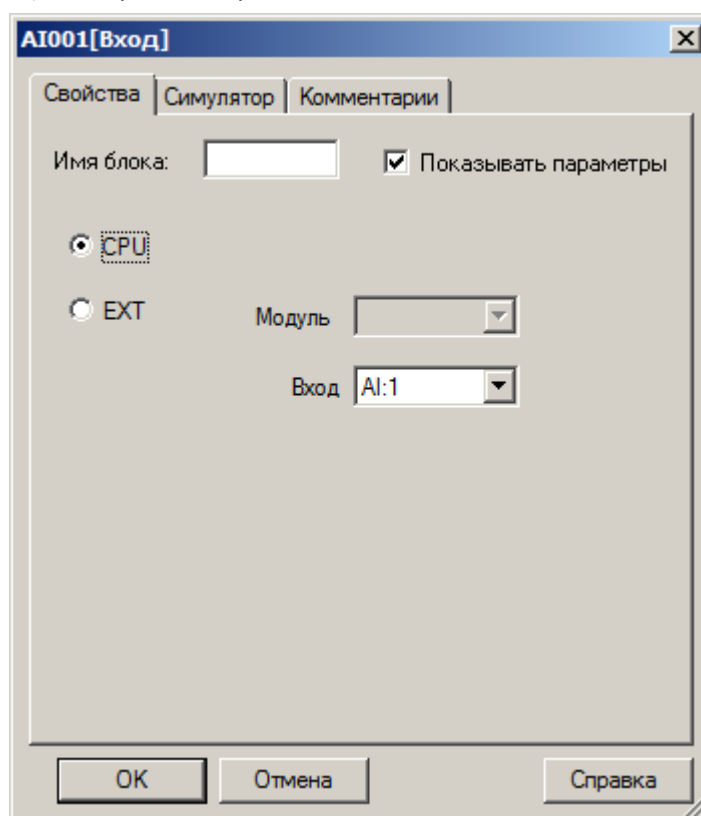 AI001[Вход]
Свойства Симулятор Комментарии
Имя блока: Показывать параметры
CPU
EXT Модуль
Вход AI:1
OK Отмена Справка